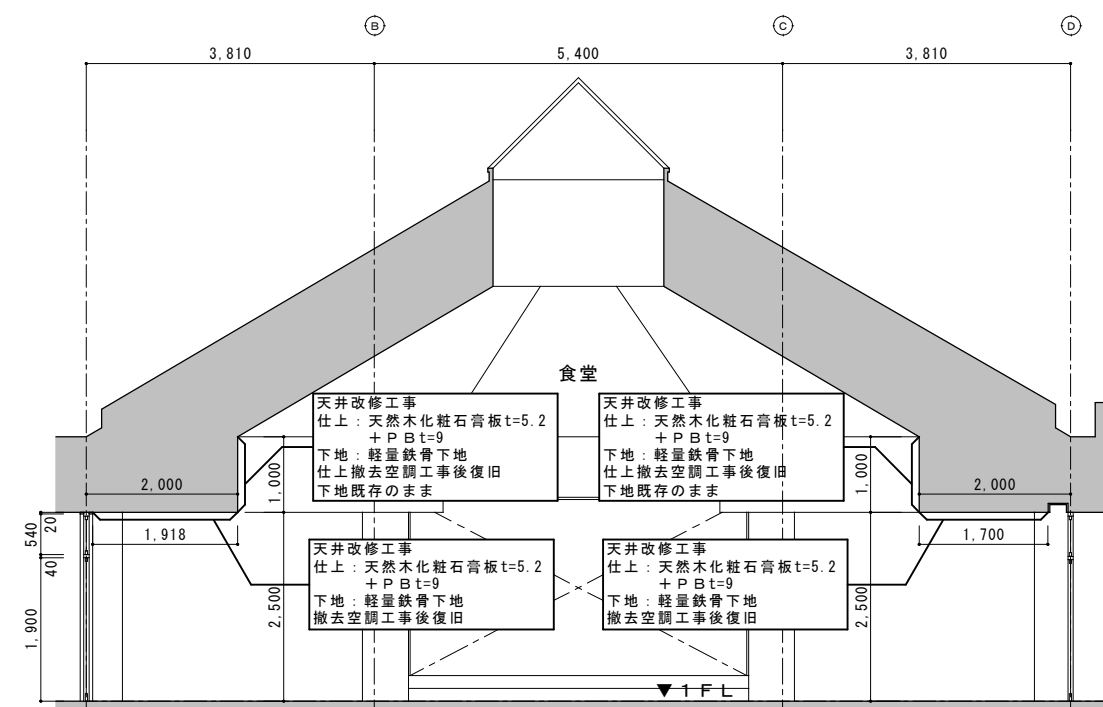 B
C
D
3,810
5,400
3,810
食堂
天井改修工事
仕上：天然木化粧石膏板t=5.2
＋ＰＢt=9
下地：軽量鉄骨下地
仕上撤去空調工事後復旧
下地既存のまま
天井改修工事
仕上：天然木化粧石膏板t=5.2
＋ＰＢt=9
下地：軽量鉄骨下地
仕上撤去空調工事後復旧
下地既存のまま
2,000
1,000
1,000
2,000
540
20
1,918
1,700
40
天井改修工事
仕上：天然木化粧石膏板t=5.2
＋ＰＢt=9
下地：軽量鉄骨下地
撤去空調工事後復旧
天井改修工事
仕上：天然木化粧石膏板t=5.2
＋ＰＢt=9
下地：軽量鉄骨下地
撤去空調工事後復旧
1,900
2,500
2,500
▼１ＦＬ